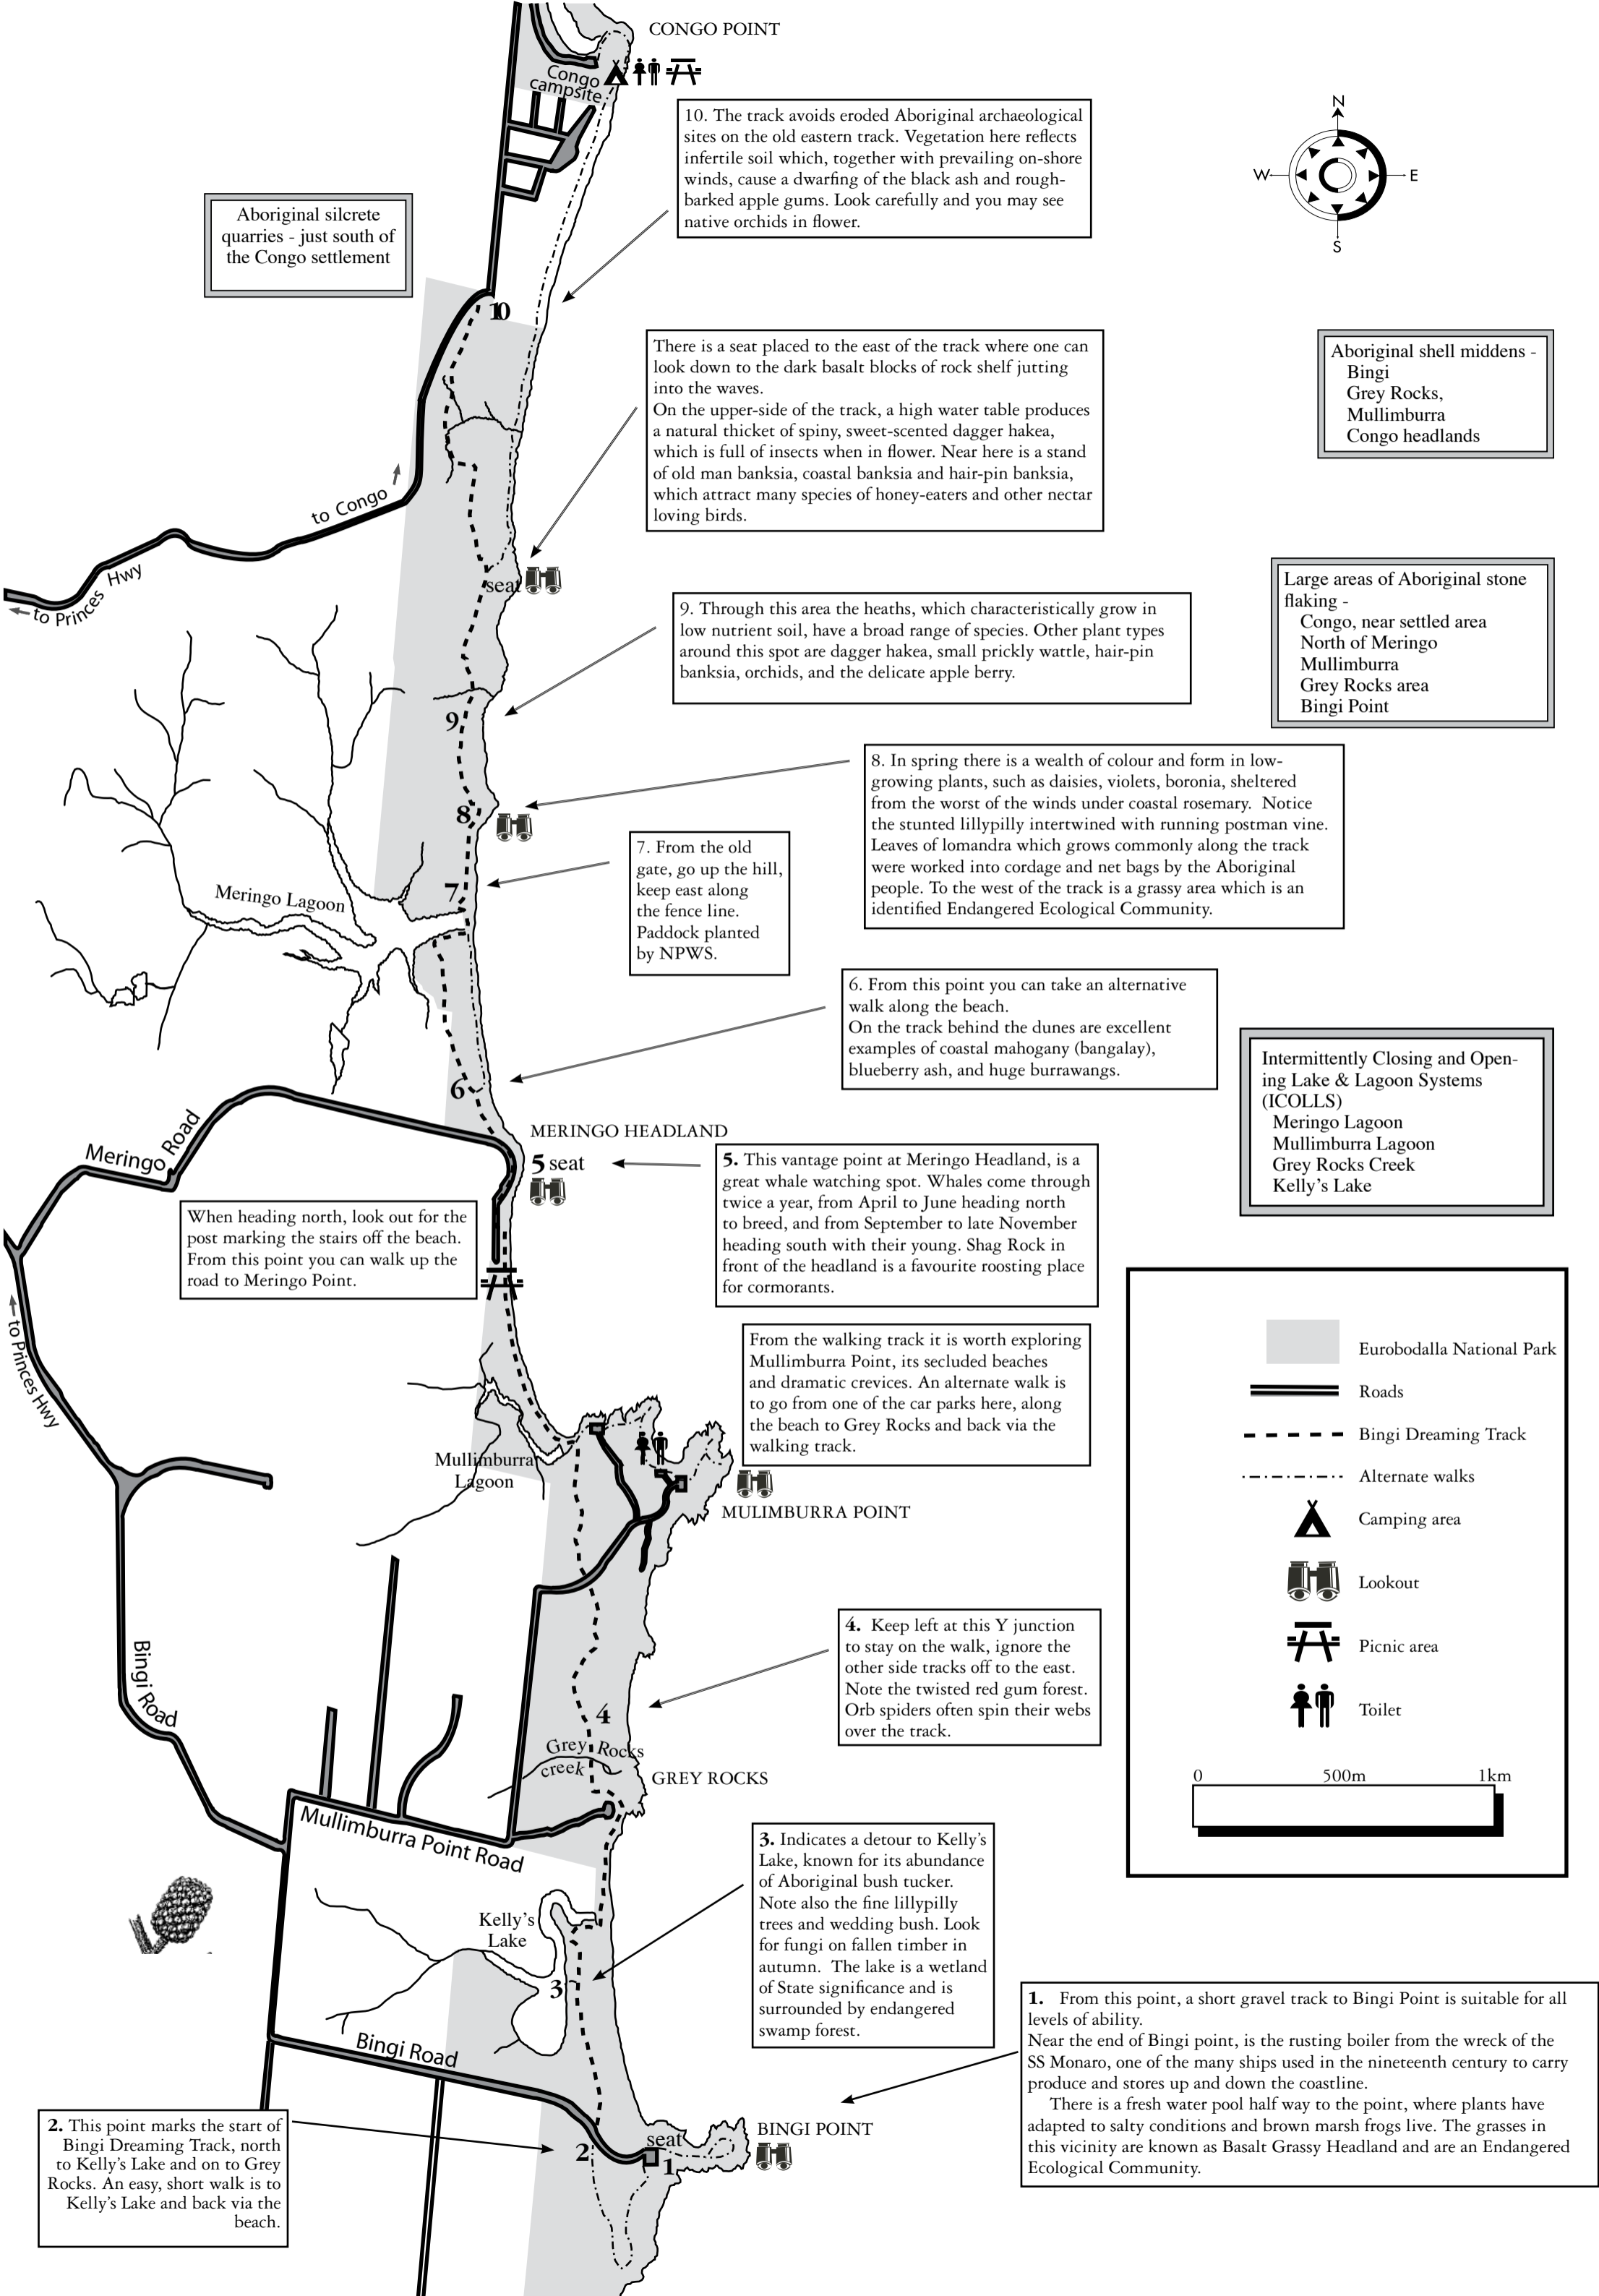 CONGO POINT
Congo
campsite
10. The track avoids eroded Aboriginal archaeological
sites on the old eastern track. Vegetation here reflects
infertile soil which, together with prevailing on-shore
winds, cause a dwarfing of the black ash and rough-
barked apple gums. Look carefully and you may see
native orchids in flower.
N
W
E
S
Aboriginal silcrete
quarries - just south of
the Congo settlement
10
There is a seat placed to the east of the track where one can
look down to the dark basalt blocks of rock shelf jutting
into the waves.
On the upper-side of the track, a high water table produces
a natural thicket of spiny, sweet-scented dagger hakea,
which is full of insects when in flower. Near here is a stand
of old man banksia, coastal banksia and hair-pin banksia,
which attract many species of honey-eaters and other nectar
loving birds.
Aboriginal shell middens -
Bingi
Grey Rocks,
Mullimburra
Congo headlands
to Congo
to Princes Hwy
seat
Large areas of Aboriginal stone
flaking -
Congo, near settled area
North of Meringo
Mullimburra
Grey Rocks area
Bingi Point
9. Through this area the heaths, which characteristically grow in
low nutrient soil, have a broad range of species. Other plant types
around this spot are dagger hakea, small prickly wattle, hair-pin
banksia, orchids, and the delicate apple berry.
9
8. In spring there is a wealth of colour and form in low-
growing plants, such as daisies, violets, boronia, sheltered
from the worst of the winds under coastal rosemary. Notice
the stunted lillypilly intertwined with running postman vine.
Leaves of lomandra which grows commonly along the track
were worked into cordage and net bags by the Aboriginal
people. To the west of the track is a grassy area which is an
identified Endangered Ecological Community.
8
7. From the old
gate, go up the hill,
keep east along
the fence line.
Paddock planted
by NPWS.
7
Meringo Lagoon
6. From this point you can take an alternative
walk along the beach.
On the track behind the dunes are excellent
examples of coastal mahogany (bangalay),
blueberry ash, and huge burrawangs.
6
Intermittently Closing and Open-
ing Lake & Lagoon Systems
(ICOLLS)
Meringo Lagoon
Mullimburra Lagoon
Grey Rocks Creek
Kelly's Lake
Meringo Road
MERINGO HEADLAND
5 seat
5. This vantage point at Meringo Headland, is a
great whale watching spot. Whales come through
twice a year, from April to June heading north
to breed, and from September to late November
heading south with their young. Shag Rock in
front of the headland is a favourite roosting place
for cormorants.
When heading north, look out for the
post marking the stairs off the beach.
From this point you can walk up the
road to Meringo Point.
to Princes Hwy
From the walking track it is worth exploring
Mullimburra Point, its secluded beaches
and dramatic crevices. An alternate walk is
to go from one of the car parks here, along
the beach to Grey Rocks and back via the
walking track.
Mullimburra
Lagoon
MULIMBURRA POINT
Eurobodalla National Park
Roads
Bingi Dreaming Track
Alternate walks
Camping area
Lookout
Picnic area
Toilet
0 500m 1km
4. Keep left at this Y junction
to stay on the walk, ignore the
other side tracks off to the east.
Note the twisted red gum forest.
Orb spiders often spin their webs
over the track.
Bingi Road
4
Grey Rocks
creek
GREY ROCKS
Mullimburra Point Road
3. Indicates a detour to Kelly's
Lake, known for its abundance
of Aboriginal bush tucker.
Note also the fine lillypilly
trees and wedding bush. Look
for fungi on fallen timber in
autumn. The lake is a wetland
of State significance and is
surrounded by endangered
swamp forest.
Kelly's
Lake
3
1. From this point, a short gravel track to Bingi Point is suitable for all
levels of ability.
Near the end of Bingi point, is the rusting boiler from the wreck of the
SS Monaro, one of the many ships used in the nineteenth century to carry
produce and stores up and down the coastline.
There is a fresh water pool half way to the point, where plants have
adapted to salty conditions and brown marsh frogs live. The grasses in
this vicinity are known as Basalt Grassy Headland and are an Endangered
Ecological Community.
Bingi Road
2. This point marks the start of
Bingi Dreaming Track, north
to Kelly's Lake and on to Grey
Rocks. An easy, short walk is to
Kelly's Lake and back via the
beach.
2
seat
1
BINGI POINT